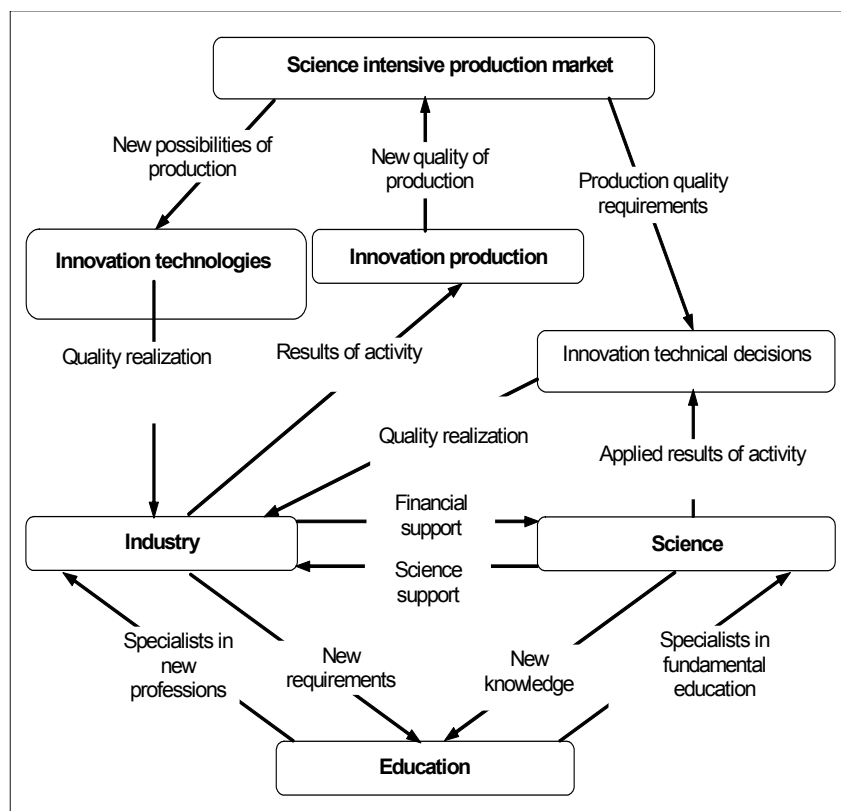 Science intensive production market
New possibilities of
production
New quality of
production
Production quality
requirements
Innovation technologies
Innovation production
Quality realization
Results of activity
Innovation technical decisions
Quality realization
Applied results of activity
Financial
support
Industry
Science
Science
support
Specialists in
new
professions
New
requirements
New
knowledge
Specialists in
fundamental
education
Education